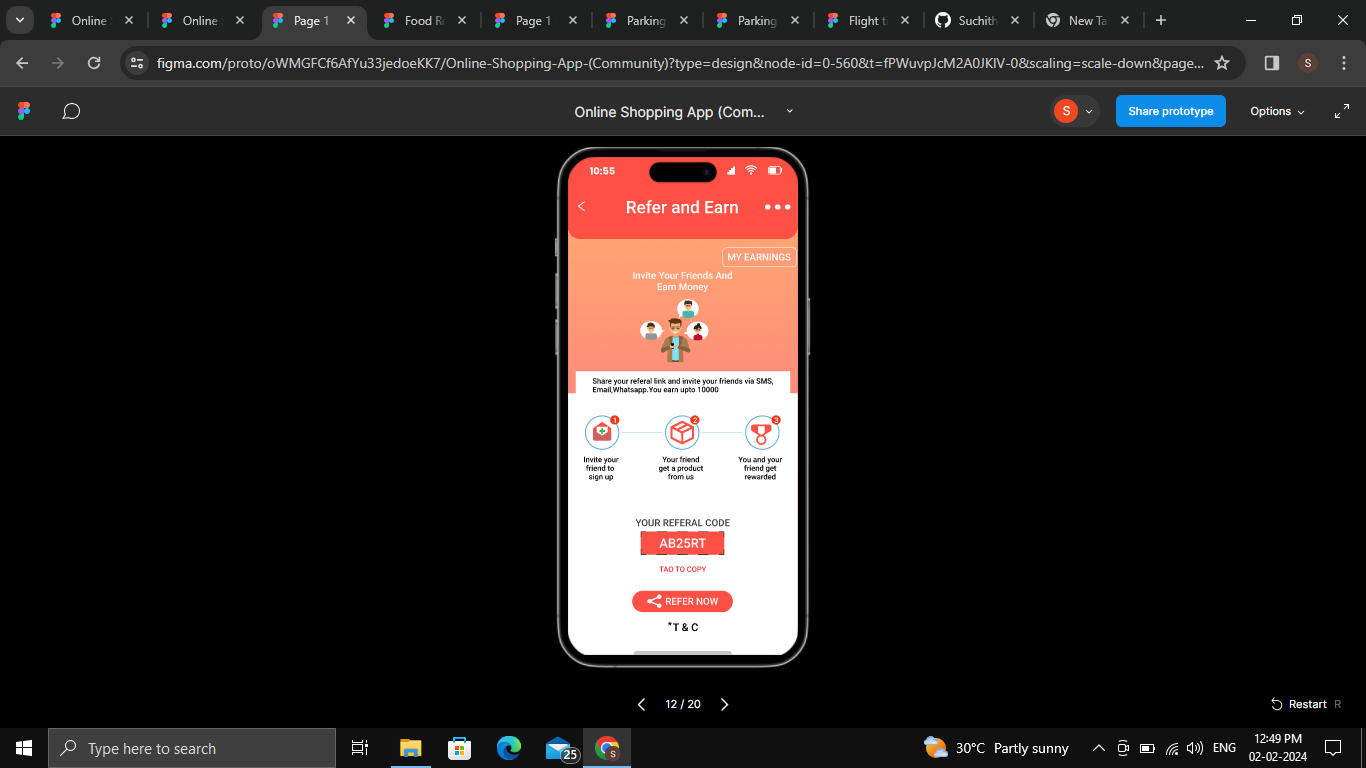 Online S
Online S
Page 1
Food Re
Page 1
Parking
Parking
Flight ti
Suchith
New Ta
figma.com/proto/oWMGFCf6AfYu33jedoeKK7/Online-Shopping-App-(Community)?type=design&node-id=0-560&t=fPWuvpJcM2A0JKlV-0&scaling=scale-down&page...
S
Online Shopping App (Com...
S
Share prototype
Options
10:55
Refer and Earn
MY EARNINGS
Invite Your Friends And
Earn Money
Share your referal link and invite your friends via SMS,
Email,Whatsapp.You earn upto 10000
1
2
3
Invite your
friend to
sign up
Your friend
get a product
from us
You and your
friend get
rewarded
YOUR REFERAL CODE
AB25RT
TAO TO COPY
REFER NOW
*T & C
12 / 20
Restart R
Type here to search
25
S
30°C Partly sunny
ENG
12:49 PM
02-02-2024